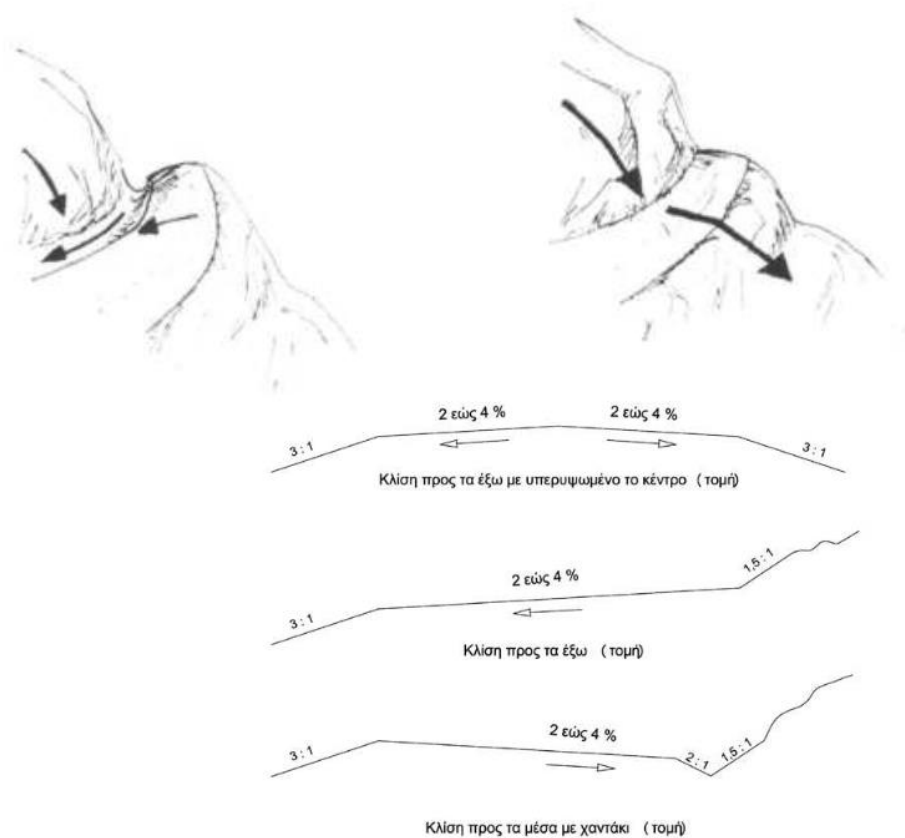 2 εώς 4 % 2 εώς 4 %
3 : 1 3 : 1
Κλίση προς τα έξω με υπερυψωμένο το κέντρο ( τομή)
1,5 : 1
2 εώς 4 %
3 : 1
Κλίση προς τα έξω ( τομή)
2 εώς 4 %
3 : 1 2 : 1 1,5 : 1
Κλίση προς τα μέσα με χαντάκι ( τομή)